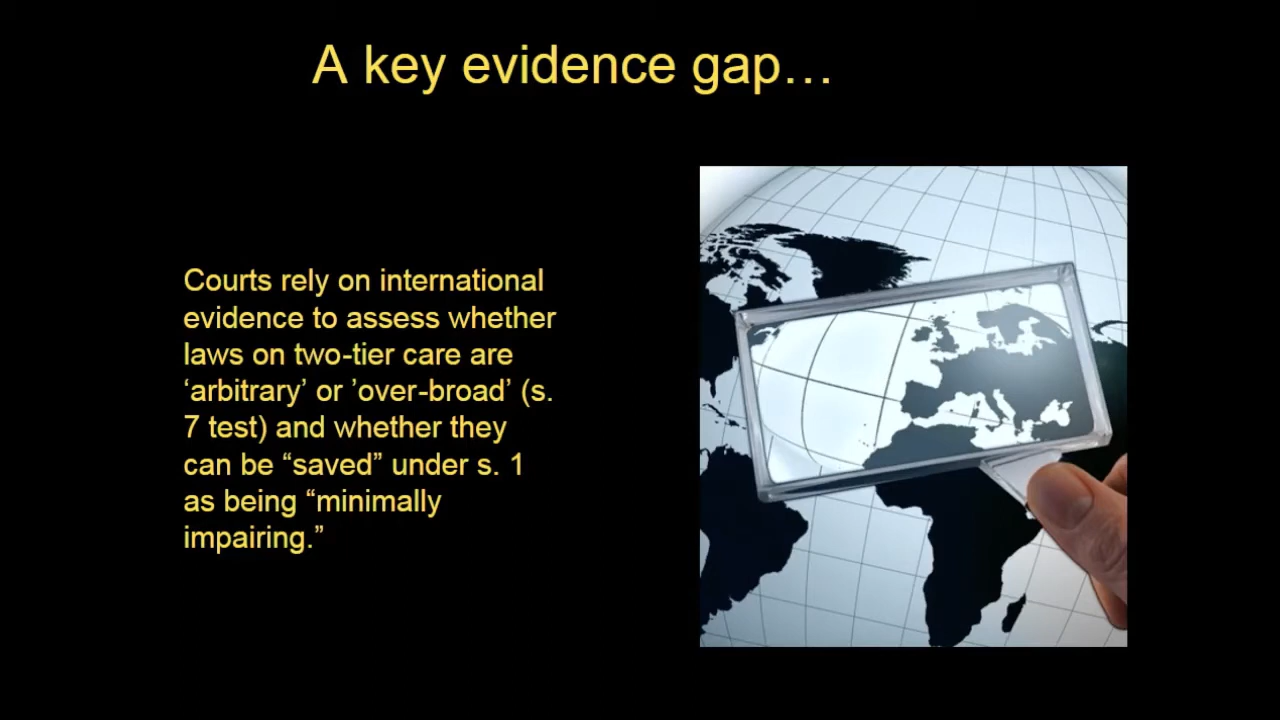 A key evidence gap…
Courts rely on international
evidence to assess whether
laws on two-tier care are
‘arbitrary’ or ’over-broad’ (s.
7 test) and whether they
can be “saved” under s. 1
as being “minimally
impairing.”